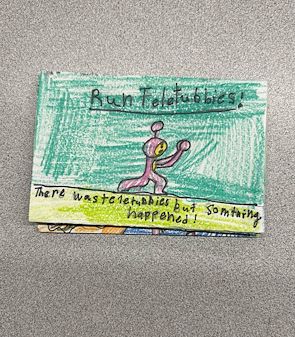 Run Teletubbies!
There was teletubbies but somthing
happened!